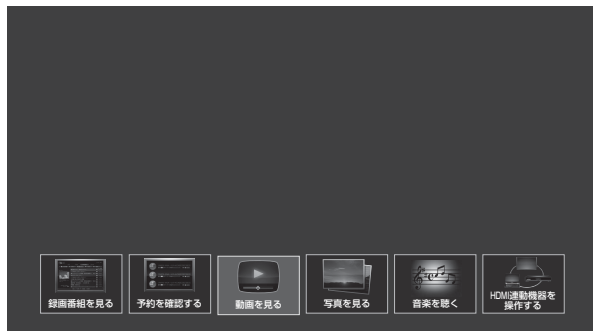 録画番組を見る
予約を確認する
動画を見る
写真を見る
音楽を聴く
HDMI連動機器を
操作する